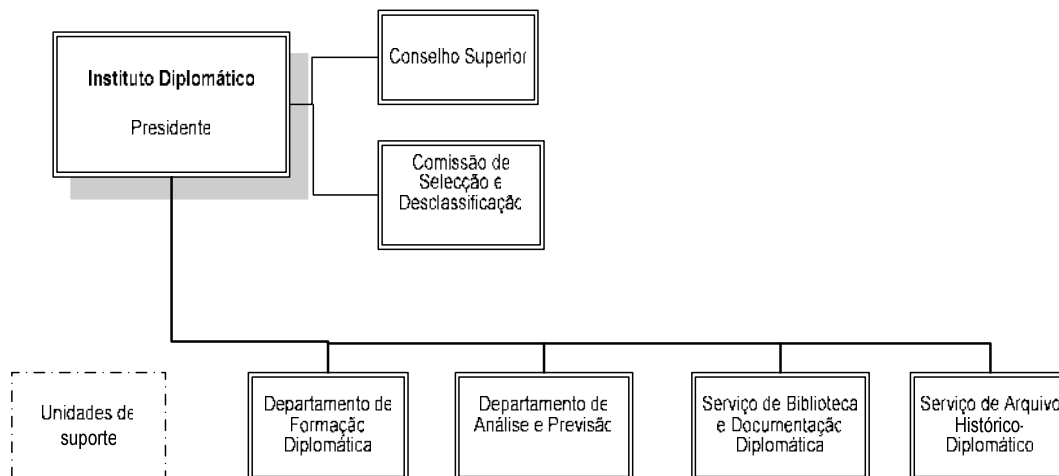 Instituto Diplomático
Presidente
Conselho Superior
Comissão de
Selecção e
Desclassificação
Unidades de
suporte
Departamento de
Formação
Diplomática
Departamento de
Análise e Previsão
Serviço de Biblioteca
e Documentação
Diplomática
Serviço de Arquivo
Histórico-
Diplomático